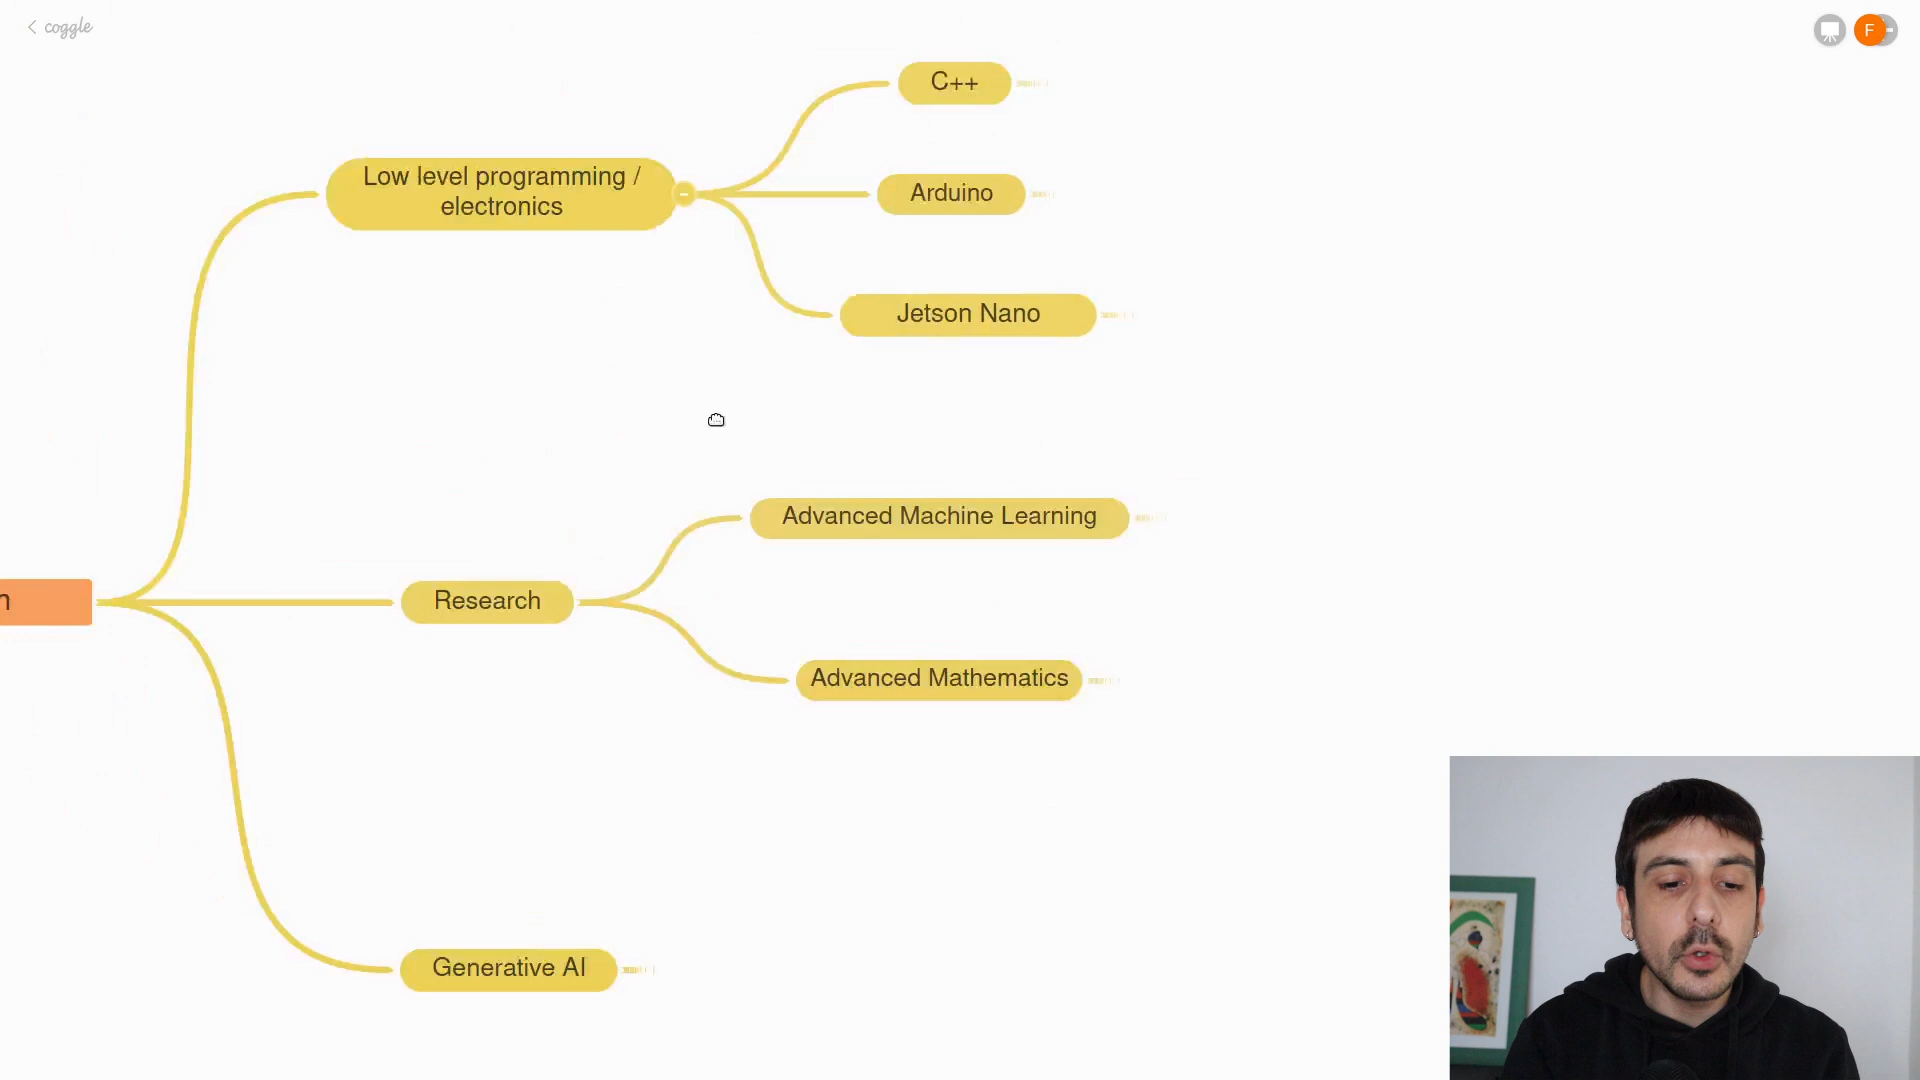 coggle
F
C++
Low level programming /
electronics
Arduino
Jetson Nano
Advanced Machine Learning
n
Research
Advanced Mathematics
Generative AI